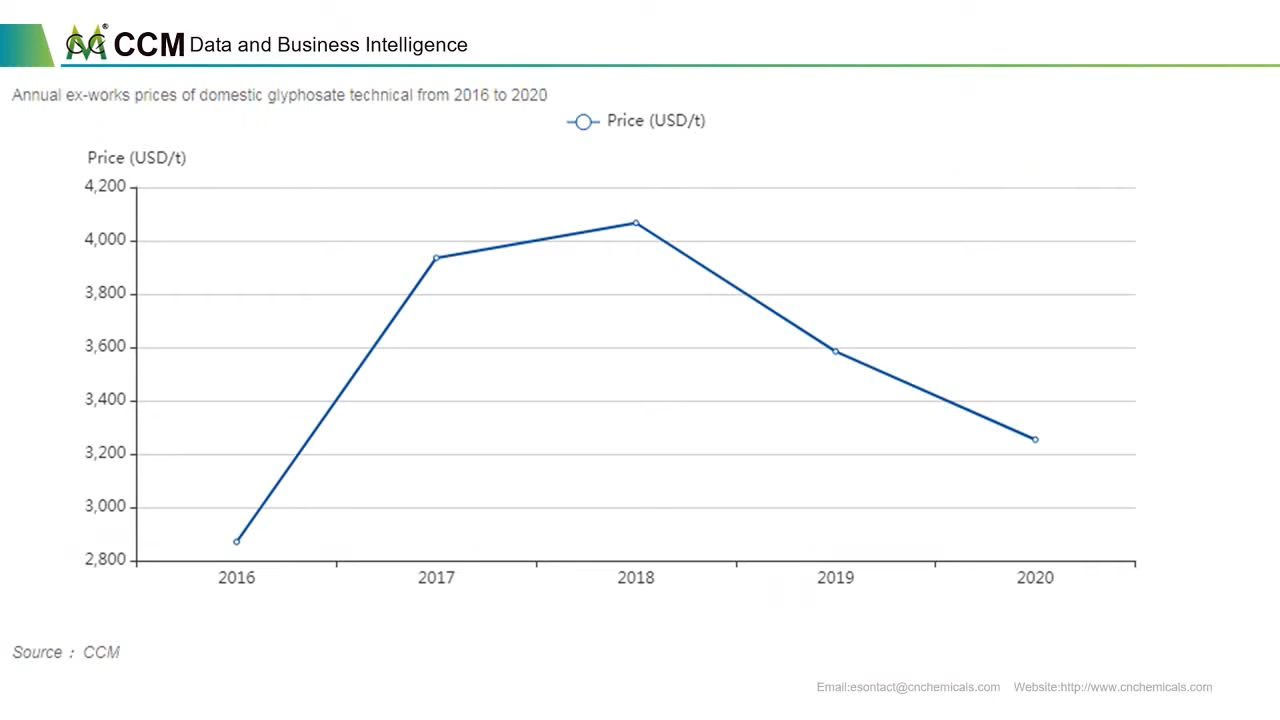 CCM Data and Business Intelligence
Annual ex-works prices of domestic glyphosate technical from 2016 to 2020
Price (USD/t)
Price (USD/t)
4,200
4,000
3,800
3,600
3,400
3,200
3,000
2,800
2016 2017 2018 2019 2020
Source : CCM
Email:esontact@cnchemicals.com Website:http://www.cnchemicals.com